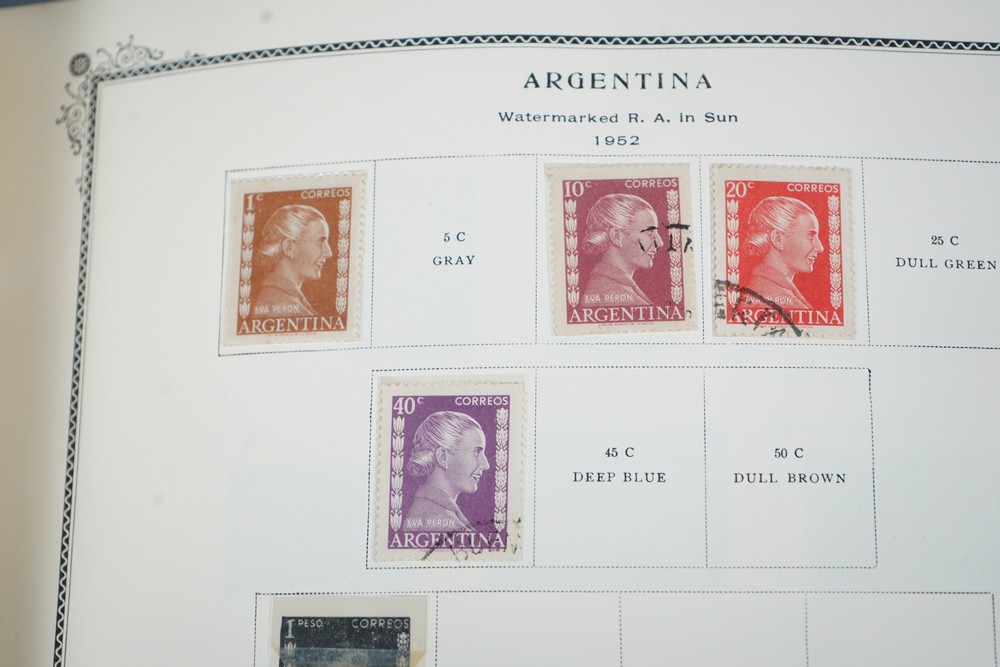 ARGENTINA
Watermarked R. A. in Sun
1952
1c CORREOS
EVA PERON
ARGENTINA
5 C
GRAY
10c CORREOS
EVA PERON
ARGENTINA
20c CORREOS
EVA PERON
ARGENTINA
25 C
DULL GREEN
40c CORREOS
EVA PERON
ARGENTINA
45 C
DEEP BLUE
50 C
DULL BROWN
1 PESO CORREOS